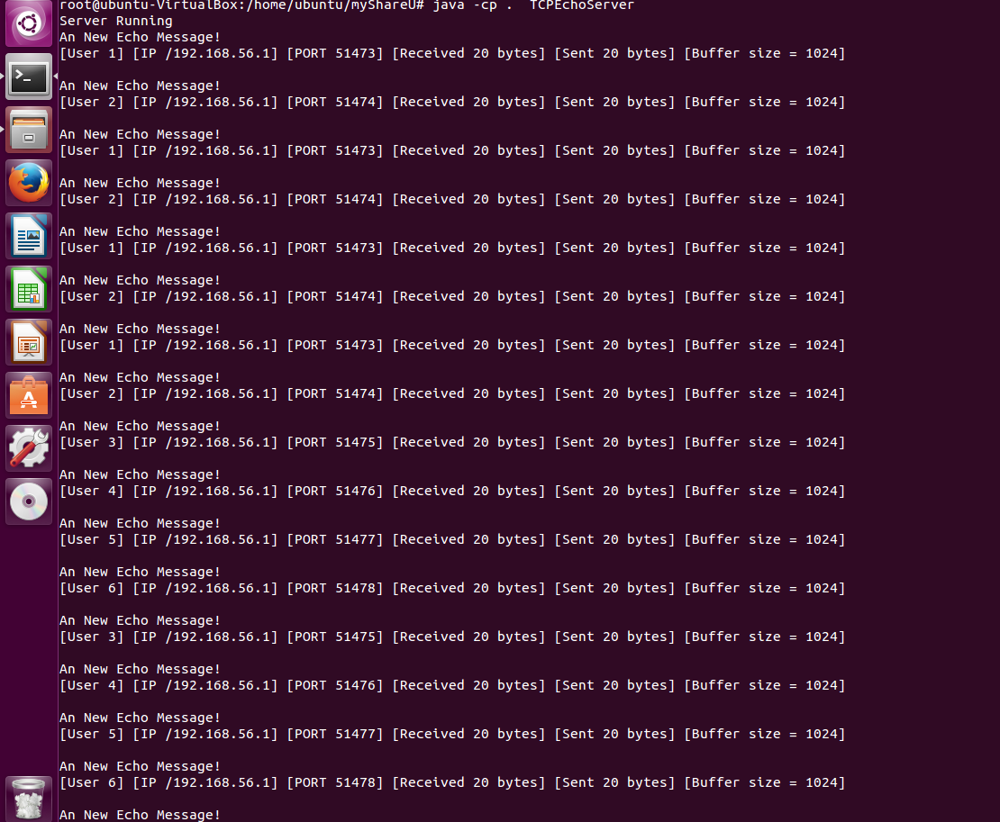 root@ubuntu-VirtualBox:/home/ubuntu/myShareU# java -cp .  TCPEchoServer
Server Running
An New Echo Message!
[User 1] [IP /192.168.56.1] [PORT 51473] [Received 20 bytes] [Sent 20 bytes] [Buffer size = 1024]
An New Echo Message!
[User 2] [IP /192.168.56.1] [PORT 51474] [Received 20 bytes] [Sent 20 bytes] [Buffer size = 1024]
An New Echo Message!
[User 1] [IP /192.168.56.1] [PORT 51473] [Received 20 bytes] [Sent 20 bytes] [Buffer size = 1024]
An New Echo Message!
[User 2] [IP /192.168.56.1] [PORT 51474] [Received 20 bytes] [Sent 20 bytes] [Buffer size = 1024]
An New Echo Message!
[User 1] [IP /192.168.56.1] [PORT 51473] [Received 20 bytes] [Sent 20 bytes] [Buffer size = 1024]
An New Echo Message!
[User 2] [IP /192.168.56.1] [PORT 51474] [Received 20 bytes] [Sent 20 bytes] [Buffer size = 1024]
An New Echo Message!
[User 1] [IP /192.168.56.1] [PORT 51473] [Received 20 bytes] [Sent 20 bytes] [Buffer size = 1024]
An New Echo Message!
[User 2] [IP /192.168.56.1] [PORT 51474] [Received 20 bytes] [Sent 20 bytes] [Buffer size = 1024]
An New Echo Message!
[User 3] [IP /192.168.56.1] [PORT 51475] [Received 20 bytes] [Sent 20 bytes] [Buffer size = 1024]
An New Echo Message!
[User 4] [IP /192.168.56.1] [PORT 51476] [Received 20 bytes] [Sent 20 bytes] [Buffer size = 1024]
An New Echo Message!
[User 5] [IP /192.168.56.1] [PORT 51477] [Received 20 bytes] [Sent 20 bytes] [Buffer size = 1024]
An New Echo Message!
[User 6] [IP /192.168.56.1] [PORT 51478] [Received 20 bytes] [Sent 20 bytes] [Buffer size = 1024]
An New Echo Message!
[User 3] [IP /192.168.56.1] [PORT 51475] [Received 20 bytes] [Sent 20 bytes] [Buffer size = 1024]
An New Echo Message!
[User 4] [IP /192.168.56.1] [PORT 51476] [Received 20 bytes] [Sent 20 bytes] [Buffer size = 1024]
An New Echo Message!
[User 5] [IP /192.168.56.1] [PORT 51477] [Received 20 bytes] [Sent 20 bytes] [Buffer size = 1024]
An New Echo Message!
[User 6] [IP /192.168.56.1] [PORT 51478] [Received 20 bytes] [Sent 20 bytes] [Buffer size = 1024]
An New Echo Message!